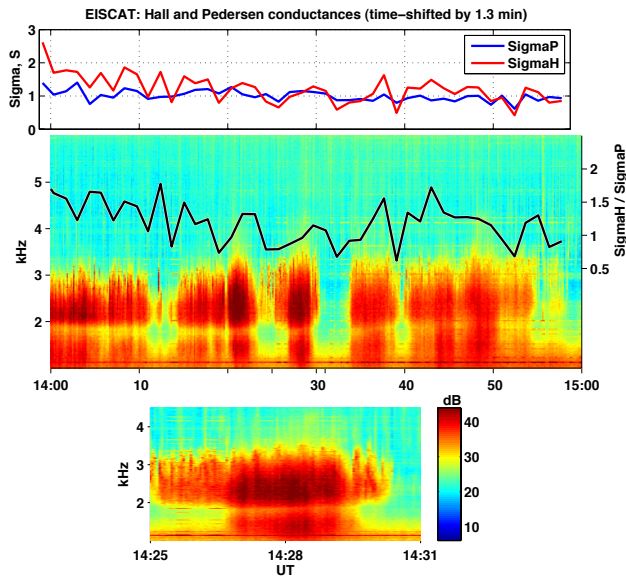 EISCAT: Hall and Pedersen conductances (time-shifted by 1.3 min)
3
2
1
0
Sigma, S
SigmaP
SigmaH
5
4
3
2
kHz
2
1.5
1
0.5
SigmaH / SigmaP
14:00 10 30 40 50 15:00
4
3
2
kHz
14:25 14:28 14:31
UT
dB
40
30
20
10